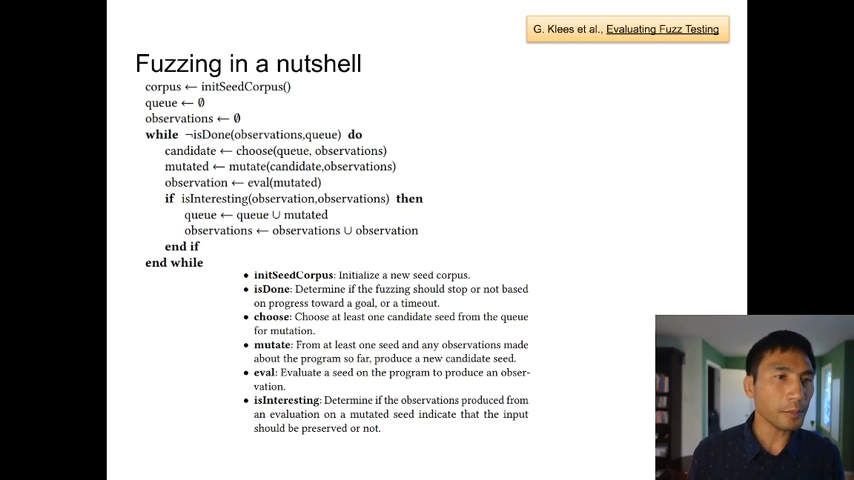 G. Klees et al., Evaluating Fuzz Testing
Fuzzing in a nutshell
corpus ← initSeedCorpus()
queue ← ∅
observations ← ∅
while ¬isDone(observations,queue) do
candidate ← choose(queue, observations)
mutated ← mutate(candidate,observations)
observation ← eval(mutated)
if isInteresting(observation,observations) then
queue ← queue ∪ mutated
observations ← observations ∪ observation
end if
end while
• initSeedCorpus: Initialize a new seed corpus.
• isDone: Determine if the fuzzing should stop or not based
on progress toward a goal, or a timeout.
• choose: Choose at least one candidate seed from the queue
for mutation.
• mutate: From at least one seed and any observations made
about the program so far, produce a new candidate seed.
• eval: Evaluate a seed on the program to produce an obser-
vation.
• isInteresting: Determine if the observations produced from
an evaluation on a mutated seed indicate that the input
should be preserved or not.